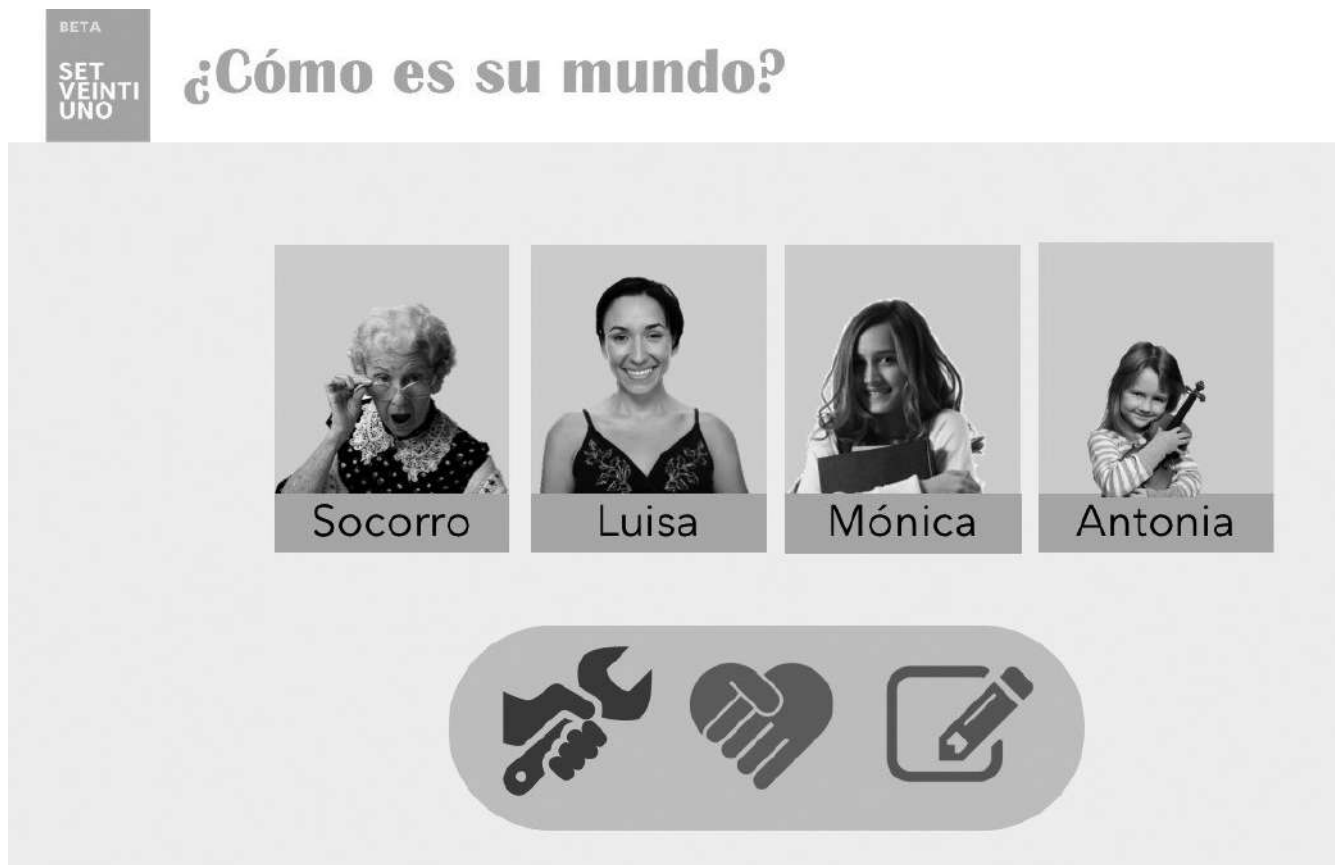 BETA
SET
VEINTI
UNO
¿Cómo es su mundo?
Socorro
Luisa
Mónica
Antonia